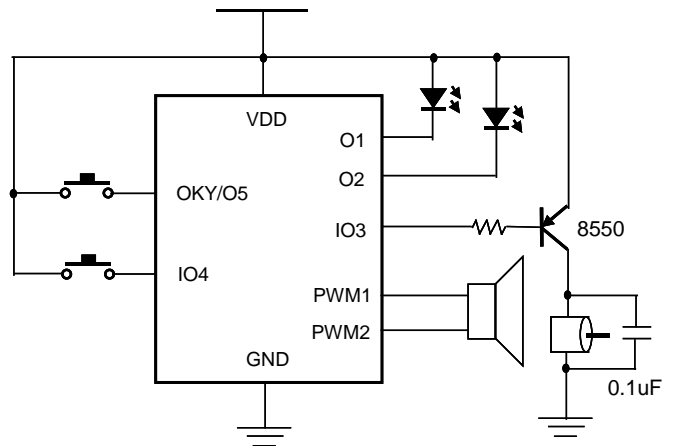 VDD
O1
O2
OKY/O5
IO3
8550
IO4
PWM1
PWM2
GND
0.1uF